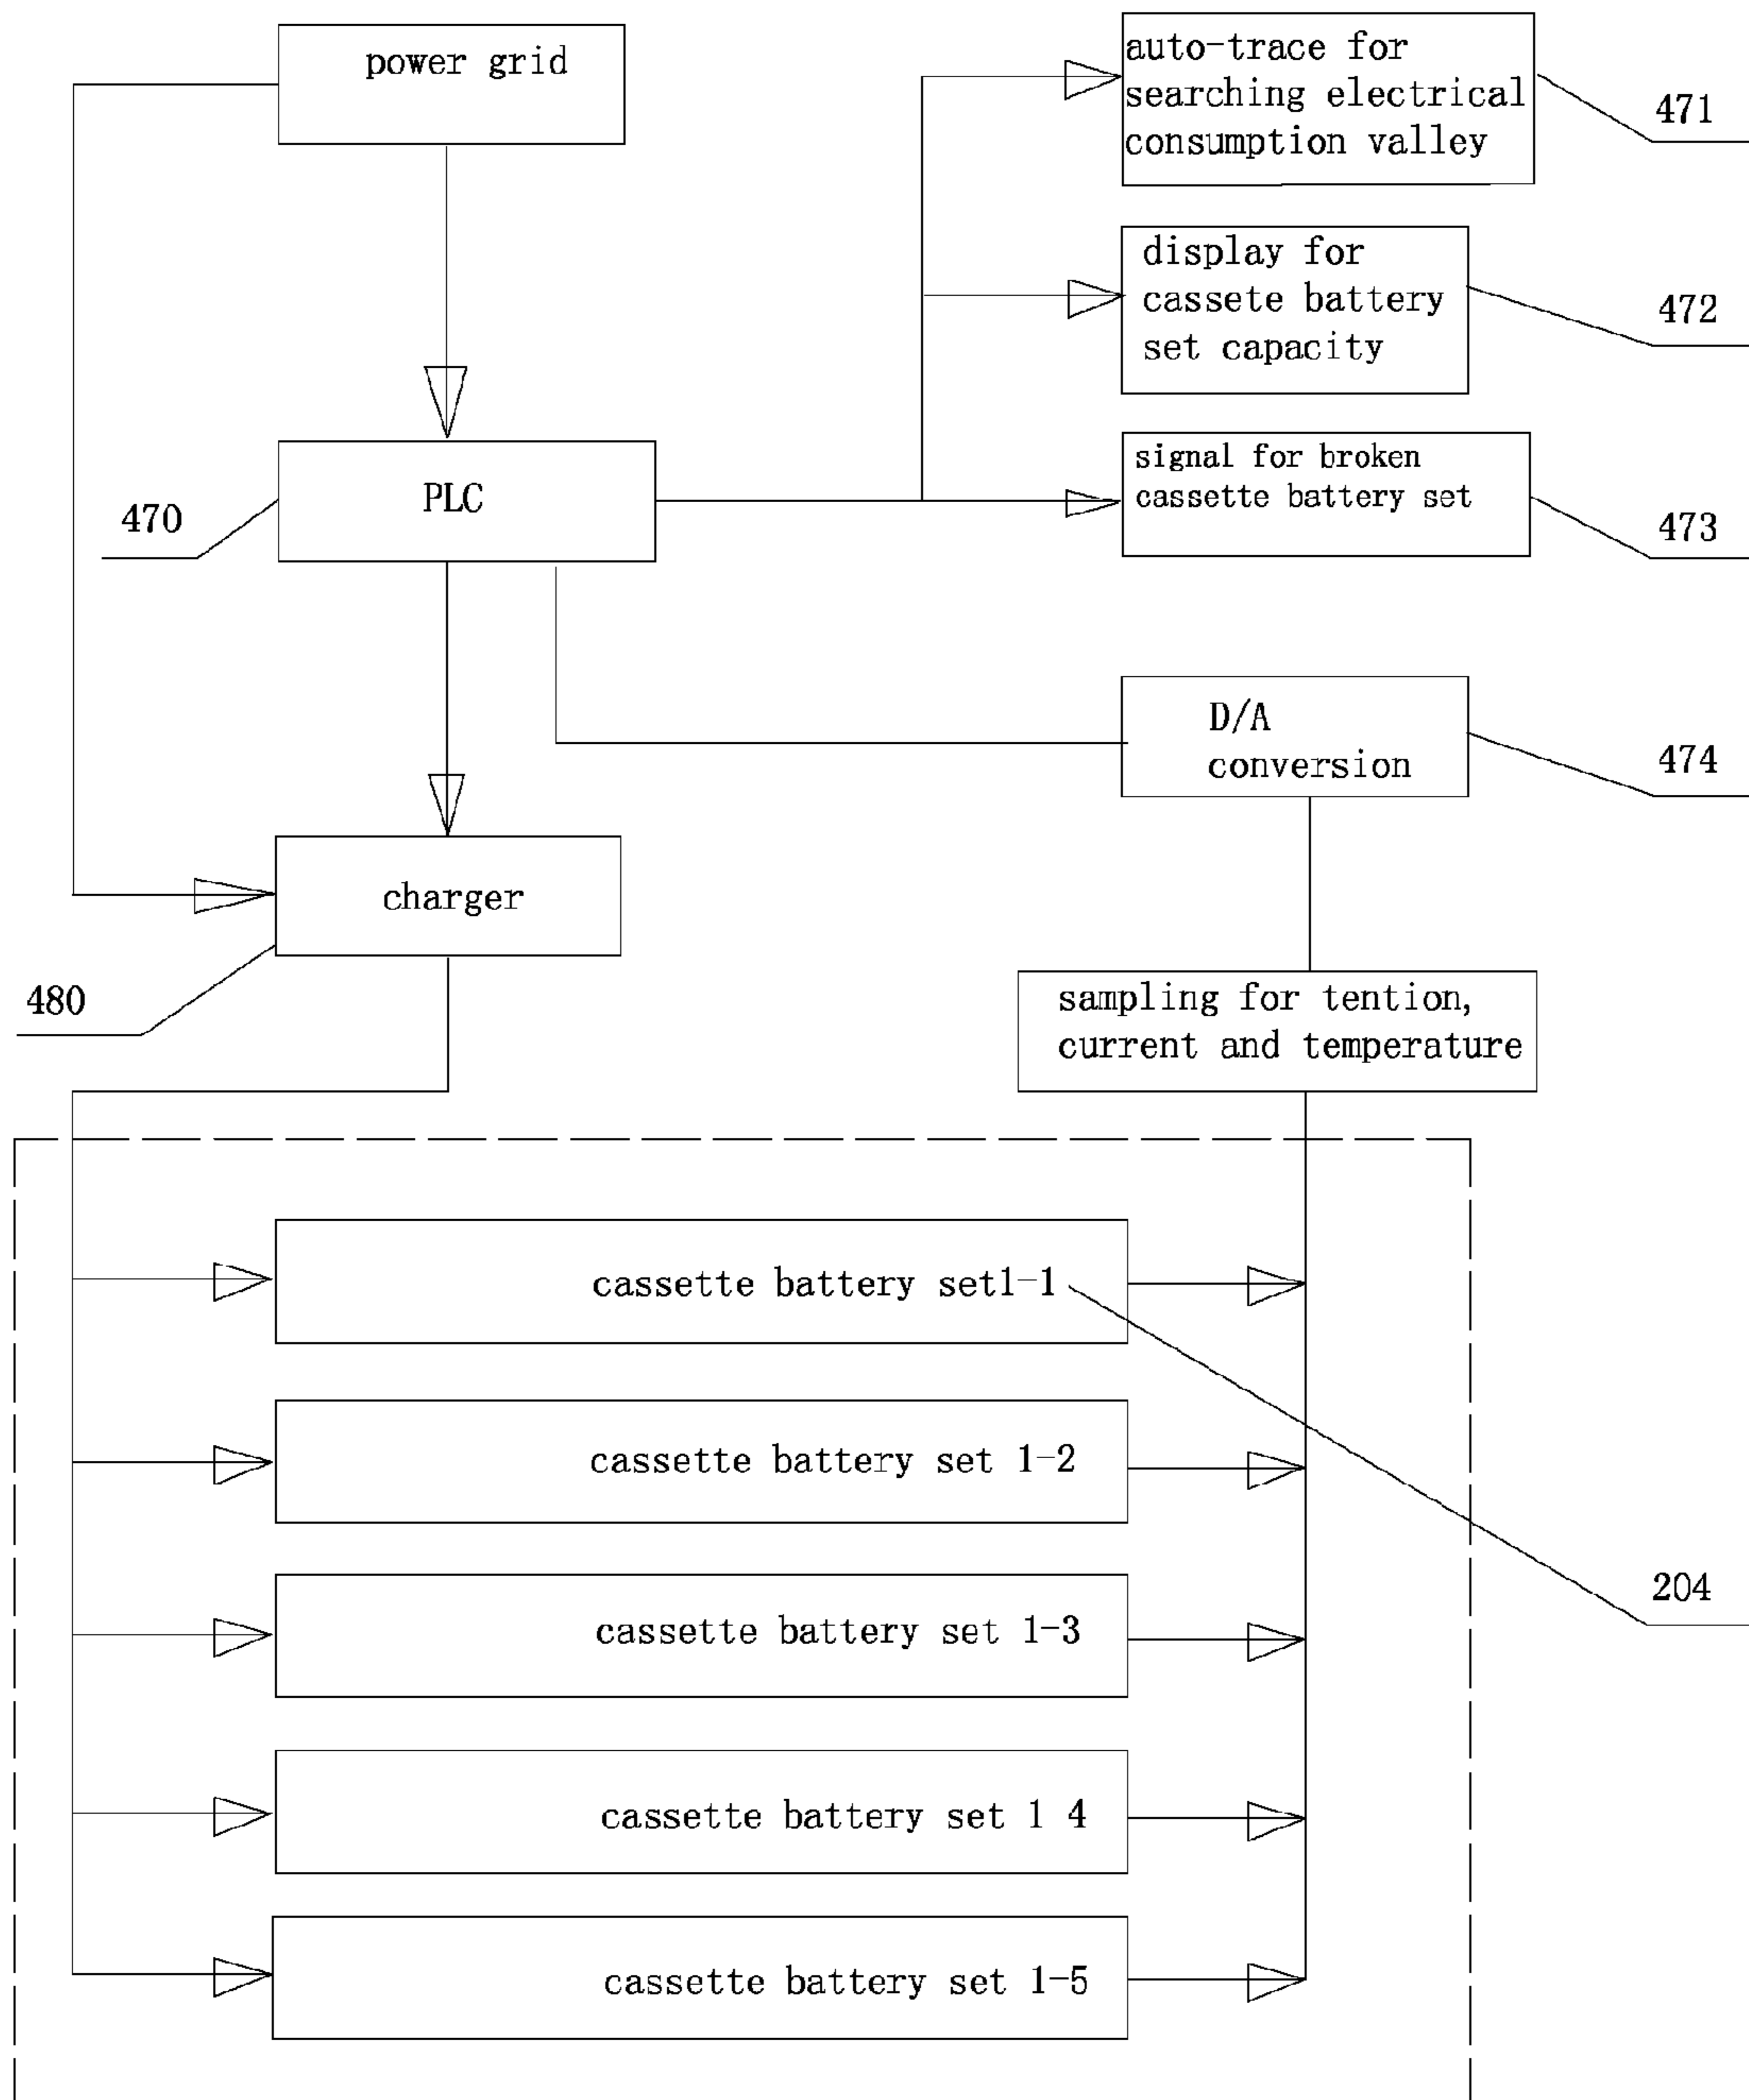 power grid
auto-trace for
searching electrical
consumption valley
471
display for
cassete battery
set capacity
472
signal for broken
cassette battery set
473
PLC
470
D/A
conversion
474
charger
480
sampling for tention,
current and temperature
cassette battery set1-1
cassette battery set 1-2
cassette battery set 1-3
204
cassette battery set 1 4
cassette battery set 1-5